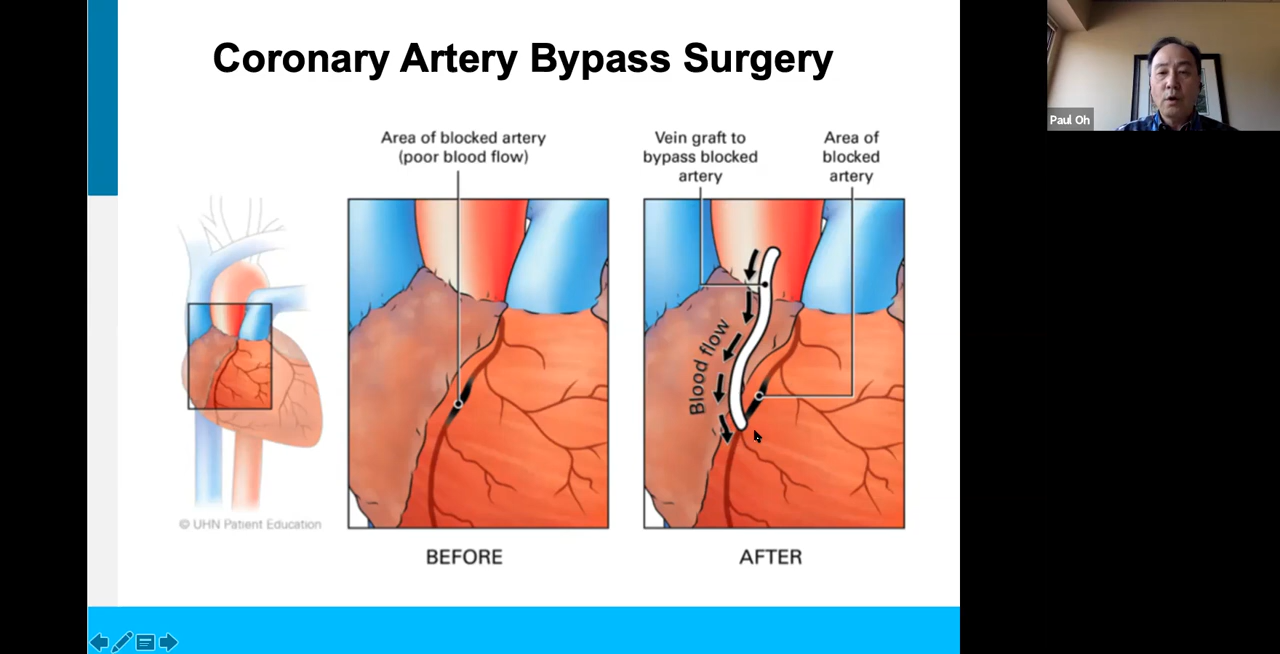 Coronary Artery Bypass Surgery
Paul Oh
Area of blocked artery
(poor blood flow)
Vein graft to
bypass blocked
artery
Area of
blocked
artery
Blood flow
© UHN Patient Education
BEFORE
AFTER